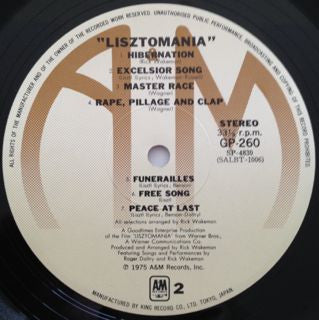 ALL RIGHTS OF THE MANUFACTURER AND OF THE OWNER OF THE RECORDED WORK RESERVED. UNAUTHORISED PUBLIC PERFORMANCE, BROADCASTING AND COPYING OF THIS RECORD PROHIBITED
"LISZTOMANIA"
1. HIBERNATION
(Rick Wakeman)
2. EXCELSIOR SONG
3. MASTER RACE
(Wagner)
4. RAPE, PILLAGE AND CLAP
(Wagner)
STEREO
33⅓ r.p.m.
GP-260
SP-4839
(SALBT-1006)
5. FUNERAILLES
(Liszt/Lyrics, Benson)
6. FREE SONG
(Liszt)
7. PEACE AT LAST
(Liszt/Lyrics, Benson-Daltry)
All selections arranged by Rick Wakeman
A Goodtimes Enterprise Production
of the Film 'LISZTOMANIA' from Warner Bros.,
A Warner Communications Co.
Produced and Arranged by Rick Wakeman
Featuring Songs and Performances by
Roger Daltry and Rick Wakeman
℗ 1975 A&M Records, Inc.
A&M
RECORDS
2
MANUFACTURED BY KING RECORD CO. LTD. TOKYO, JAPAN